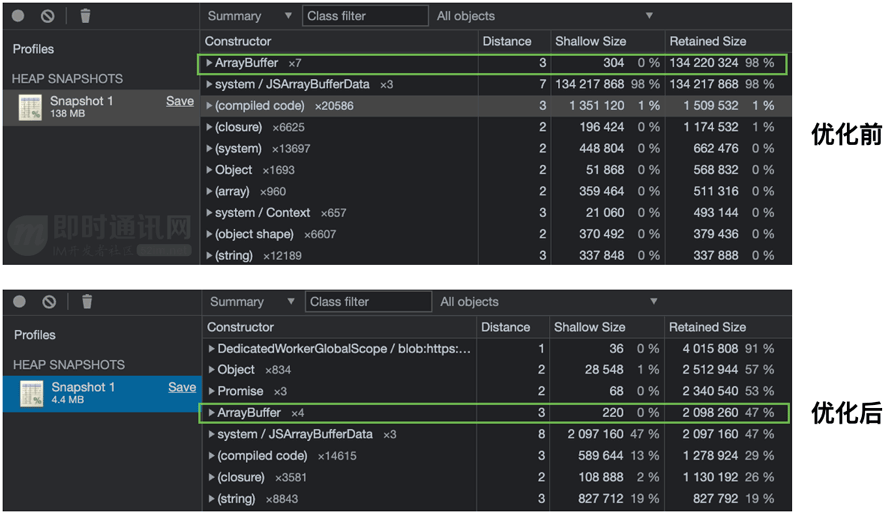 Summary ▼ Class filter All objects ▼
Profiles
HEAP SNAPSHOTS
Snapshot 1 Save
138 MB
Constructor Distance Shallow Size Retained Size
ArrayBuffer ×7 3 304 0 % 134 220 324 98 %
system / JSArrayBufferData ×3 7 134 217 868 98 % 134 217 868 98 %
(compiled code) ×20586 3 1 351 120 1 % 1 509 532 1 %
(closure) ×6625 2 196 424 0 % 1 174 532 1 %
(system) ×13697 2 448 804 0 % 662 476 0 %
Object ×1693 2 51 868 0 % 568 832 0 %
(array) ×960 2 359 464 0 % 511 316 0 %
system / Context ×657 3 21 060 0 % 493 144 0 %
(object shape) ×6607 2 370 492 0 % 379 436 0 %
(string) ×12189 3 337 848 0 % 337 888 0 %
即时通讯网
优化前
Summary ▼ Class filter All objects ▼
Profiles
HEAP SNAPSHOTS
Snapshot 1 Save
4.4 MB
Constructor Distance Shallow Size Retained Size
DedicatedWorkerGlobalScope / blob:https:… 1 36 0 % 4 015 808 91 %
Object ×834 2 28 548 1 % 2 512 944 57 %
Promise ×3 2 68 0 % 2 340 540 53 %
ArrayBuffer ×4 3 220 0 % 2 098 260 47 %
system / JSArrayBufferData ×3 8 2 097 160 47 % 2 097 160 47 %
(compiled code) ×14615 3 589 644 13 % 1 278 924 29 %
(closure) ×3581 2 108 888 2 % 1 130 192 26 %
(string) ×8843 3 827 712 19 % 827 792 19 %
优化后